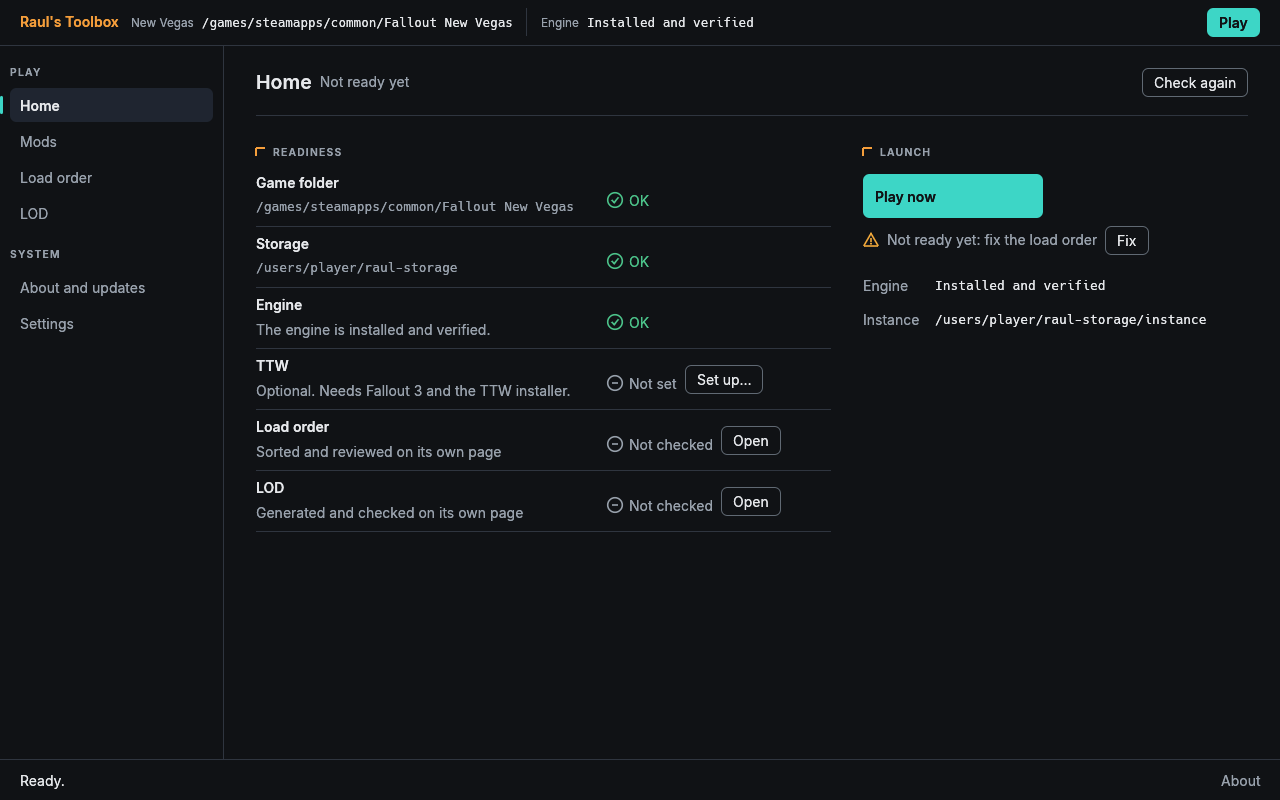 Raul's Toolbox New Vegas /games/steamapps/common/Fallout New Vegas Engine Installed and verified Play
PLAY
Home
Mods
Load order
LOD
SYSTEM
About and updates
Settings
Home Not ready yet Check again
READINESS
Game folder
/games/steamapps/common/Fallout New Vegas OK
Storage
/users/player/raul-storage OK
Engine
The engine is installed and verified. OK
TTW
Optional. Needs Fallout 3 and the TTW installer. Not set Set up...
Load order
Sorted and reviewed on its own page Not checked Open
LOD
Generated and checked on its own page Not checked Open
LAUNCH
Play now
Not ready yet: fix the load order Fix
Engine Installed and verified
Instance /users/player/raul-storage/instance
Ready. About